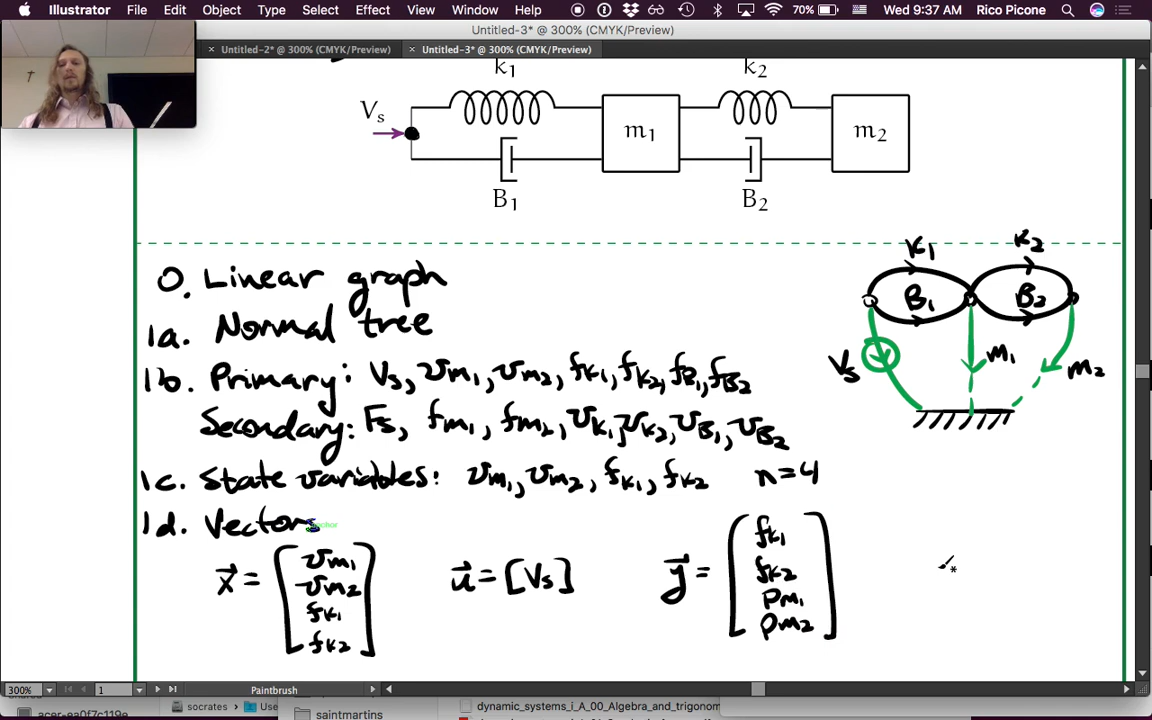 Illustrator File Edit Object Type Select Effect View Window Help 70% Wed 9:37 AM Rico Picone
Untitled-3* @ 300% (CMYK/Preview)
Untitled-2* @ 300% (CMYK/Preview) Untitled-3* @ 300% (CMYK/Preview)
k1 k2
Vs m1 m2
B1 B2
k1 k2
B1 B2
Vs m1 m2
0. Linear graph
1a. Normal tree
1b. Primary: Vs, vm1, vm2, fk1, fk2, fB1, fB2
Secondary: Fs, fm1, fm2, vk1, vk2, vB1, vB2
1c. State variables: vm1, vm2, fk1, fk2 n=4
1d. Vectors
anchor
x = [vm1 vm2 fk1 fk2] u = [Vs] y = [fk1 fk2 pm1 pm2]
300% 1 Paintbrush
acer-ea0f7c119e socrates saintmartins dynamic_systems_i_A_00_Algebra_and_trigonom